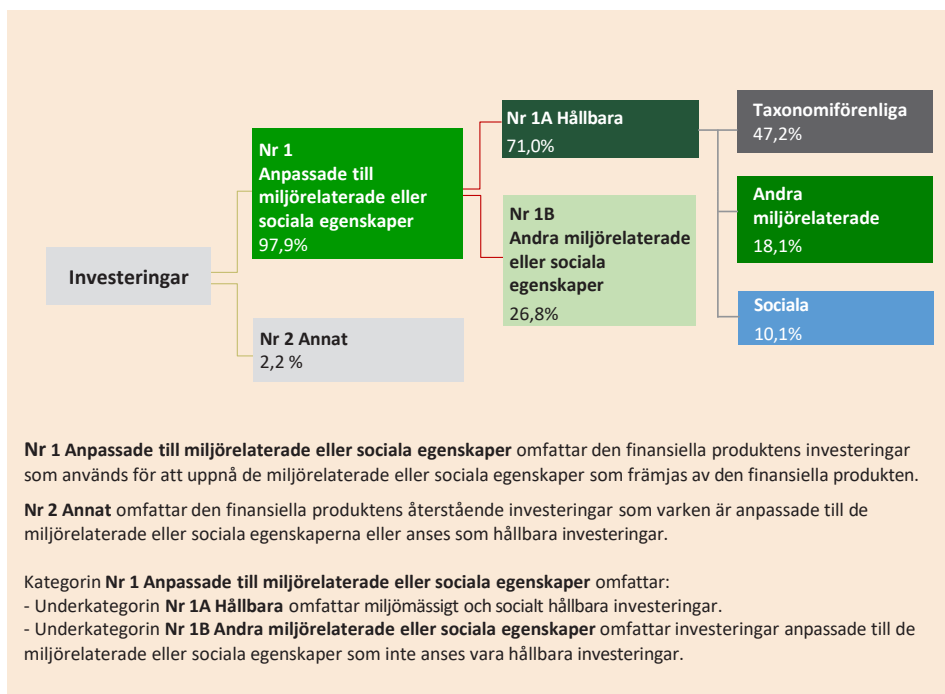 Investeringar
Nr 1
Anpassade till
miljörelaterade eller
sociala egenskaper
97,9%
Nr 2 Annat
2,2 %
Nr 1A Hållbara
71,0%
Nr 1B
Andra miljörelaterade
eller sociala
egenskaper
26,8%
Taxonomiförenliga
47,2%
Andra
miljörelaterade
18,1%
Sociala
10,1%
Nr 1 Anpassade till miljörelaterade eller sociala egenskaper omfattar den finansiella produktens investeringar
som används för att uppnå de miljörelaterade eller sociala egenskaper som främjas av den finansiella produkten.
Nr 2 Annat omfattar den finansiella produktens återstående investeringar som varken är anpassade till de
miljörelaterade eller sociala egenskaperna eller anses som hållbara investeringar.
Kategorin Nr 1 Anpassade till miljörelaterade eller sociala egenskaper omfattar:
- Underkategorin Nr 1A Hållbara omfattar miljömässigt och socialt hållbara investeringar.
- Underkategorin Nr 1B Andra miljörelaterade eller sociala egenskaper omfattar investeringar anpassade till de
miljörelaterade eller sociala egenskaper som inte anses vara hållbara investeringar.